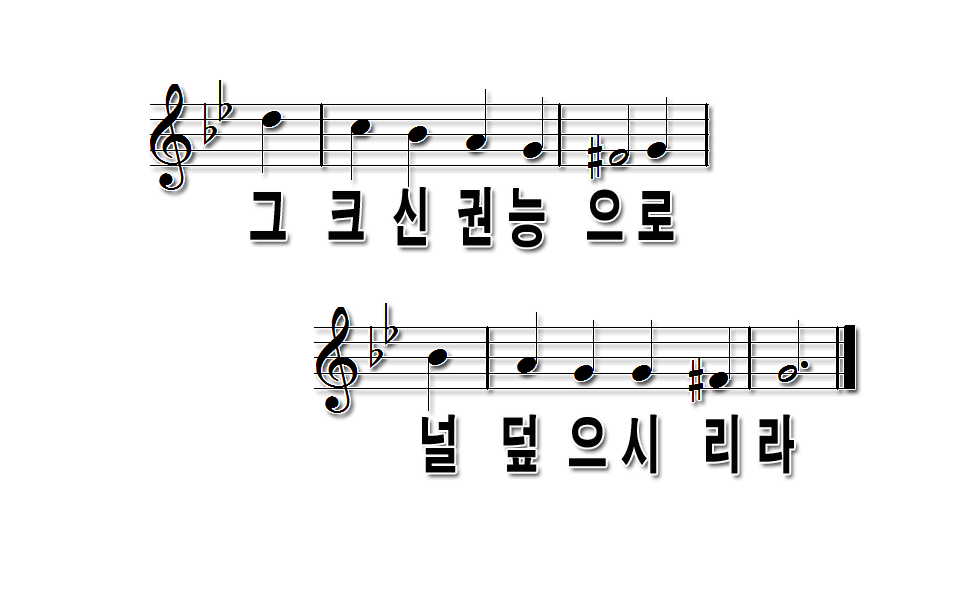 그 크 신 권 능 으 로
널 덮 으 시 리 라